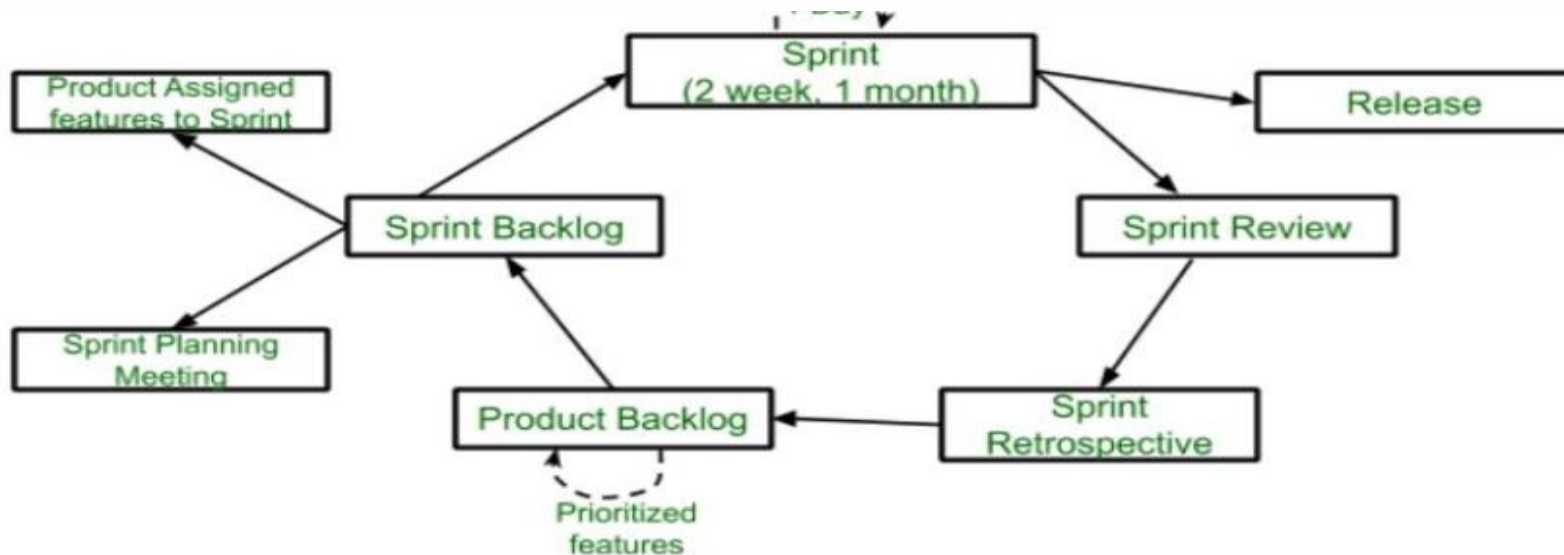 Day
Sprint
(2 week, 1 month)
Product Assigned
features to Sprint
Release
Sprint Backlog
Sprint Review
Sprint Planning
Meeting
Product Backlog
Sprint
Retrospective
Prioritized
features